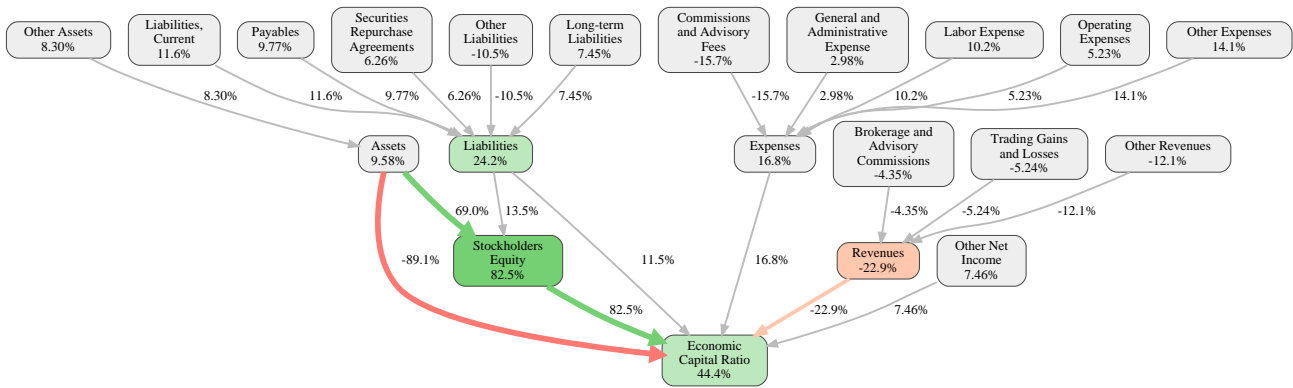 Other Assets
8.30%
Liabilities,
Current
11.6%
Payables
9.77%
Securities
Repurchase
Agreements
6.26%
Other
Liabilities
-10.5%
Long-term
Liabilities
7.45%
Commissions
and Advisory
Fees
-15.7%
General and
Administrative
Expense
2.98%
Labor Expense
10.2%
Operating
Expenses
5.23%
Other Expenses
14.1%
8.30%
11.6%
9.77%
6.26%
-10.5%
7.45%
-15.7%
2.98%
10.2%
5.23%
14.1%
Assets
9.58%
Liabilities
24.2%
Expenses
16.8%
Brokerage and
Advisory
Commissions
-4.35%
Trading Gains
and Losses
-5.24%
Other Revenues
-12.1%
69.0%
13.5%
-4.35%
-5.24%
-12.1%
Stockholders
Equity
82.5%
Revenues
-22.9%
Other Net
Income
7.46%
-89.1%
11.5%
16.8%
82.5%
-22.9%
7.46%
Economic
Capital Ratio
44.4%